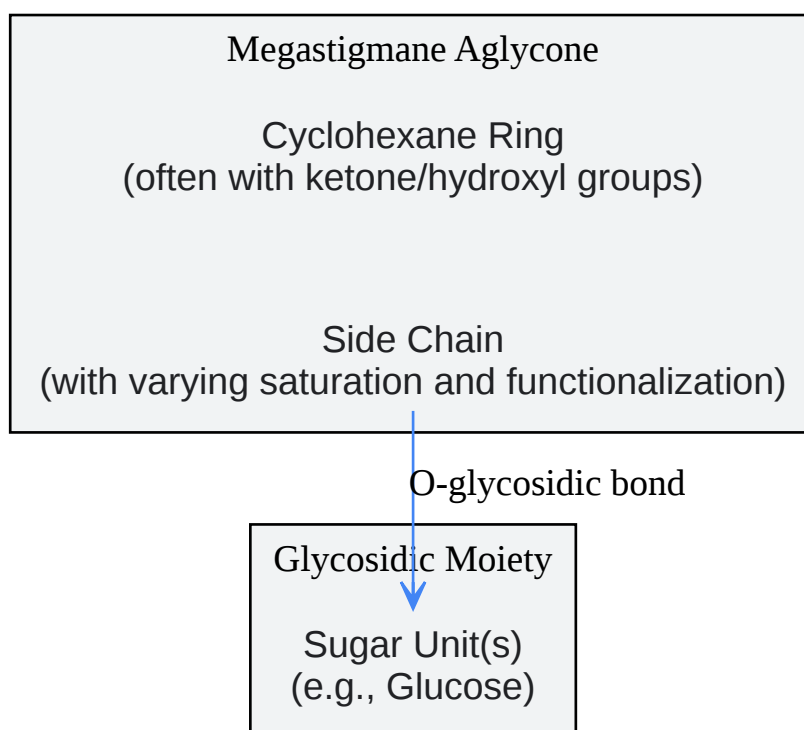 Megastigmane Aglycone
Cyclohexane Ring
(often with ketone/hydroxyl groups)
Side Chain
(with varying saturation and functionalization)
O-glycosidic bond
Glycosidic Moiety
Sugar Unit(s)
(e.g., Glucose)